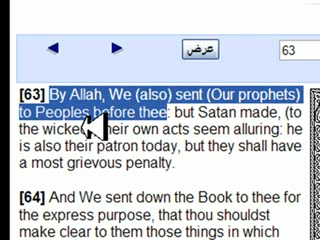 عرض
63
[63] By Allah, We (also) sent (Our prophets)
to Peoples before thee: but Satan made, (to
the wicked, their own acts seem alluring: he
is also their patron today, but they shall have
a most grievous penalty.
[64] And We sent down the Book to thee for
the express purpose, that thou shouldst
make clear to them those things in which